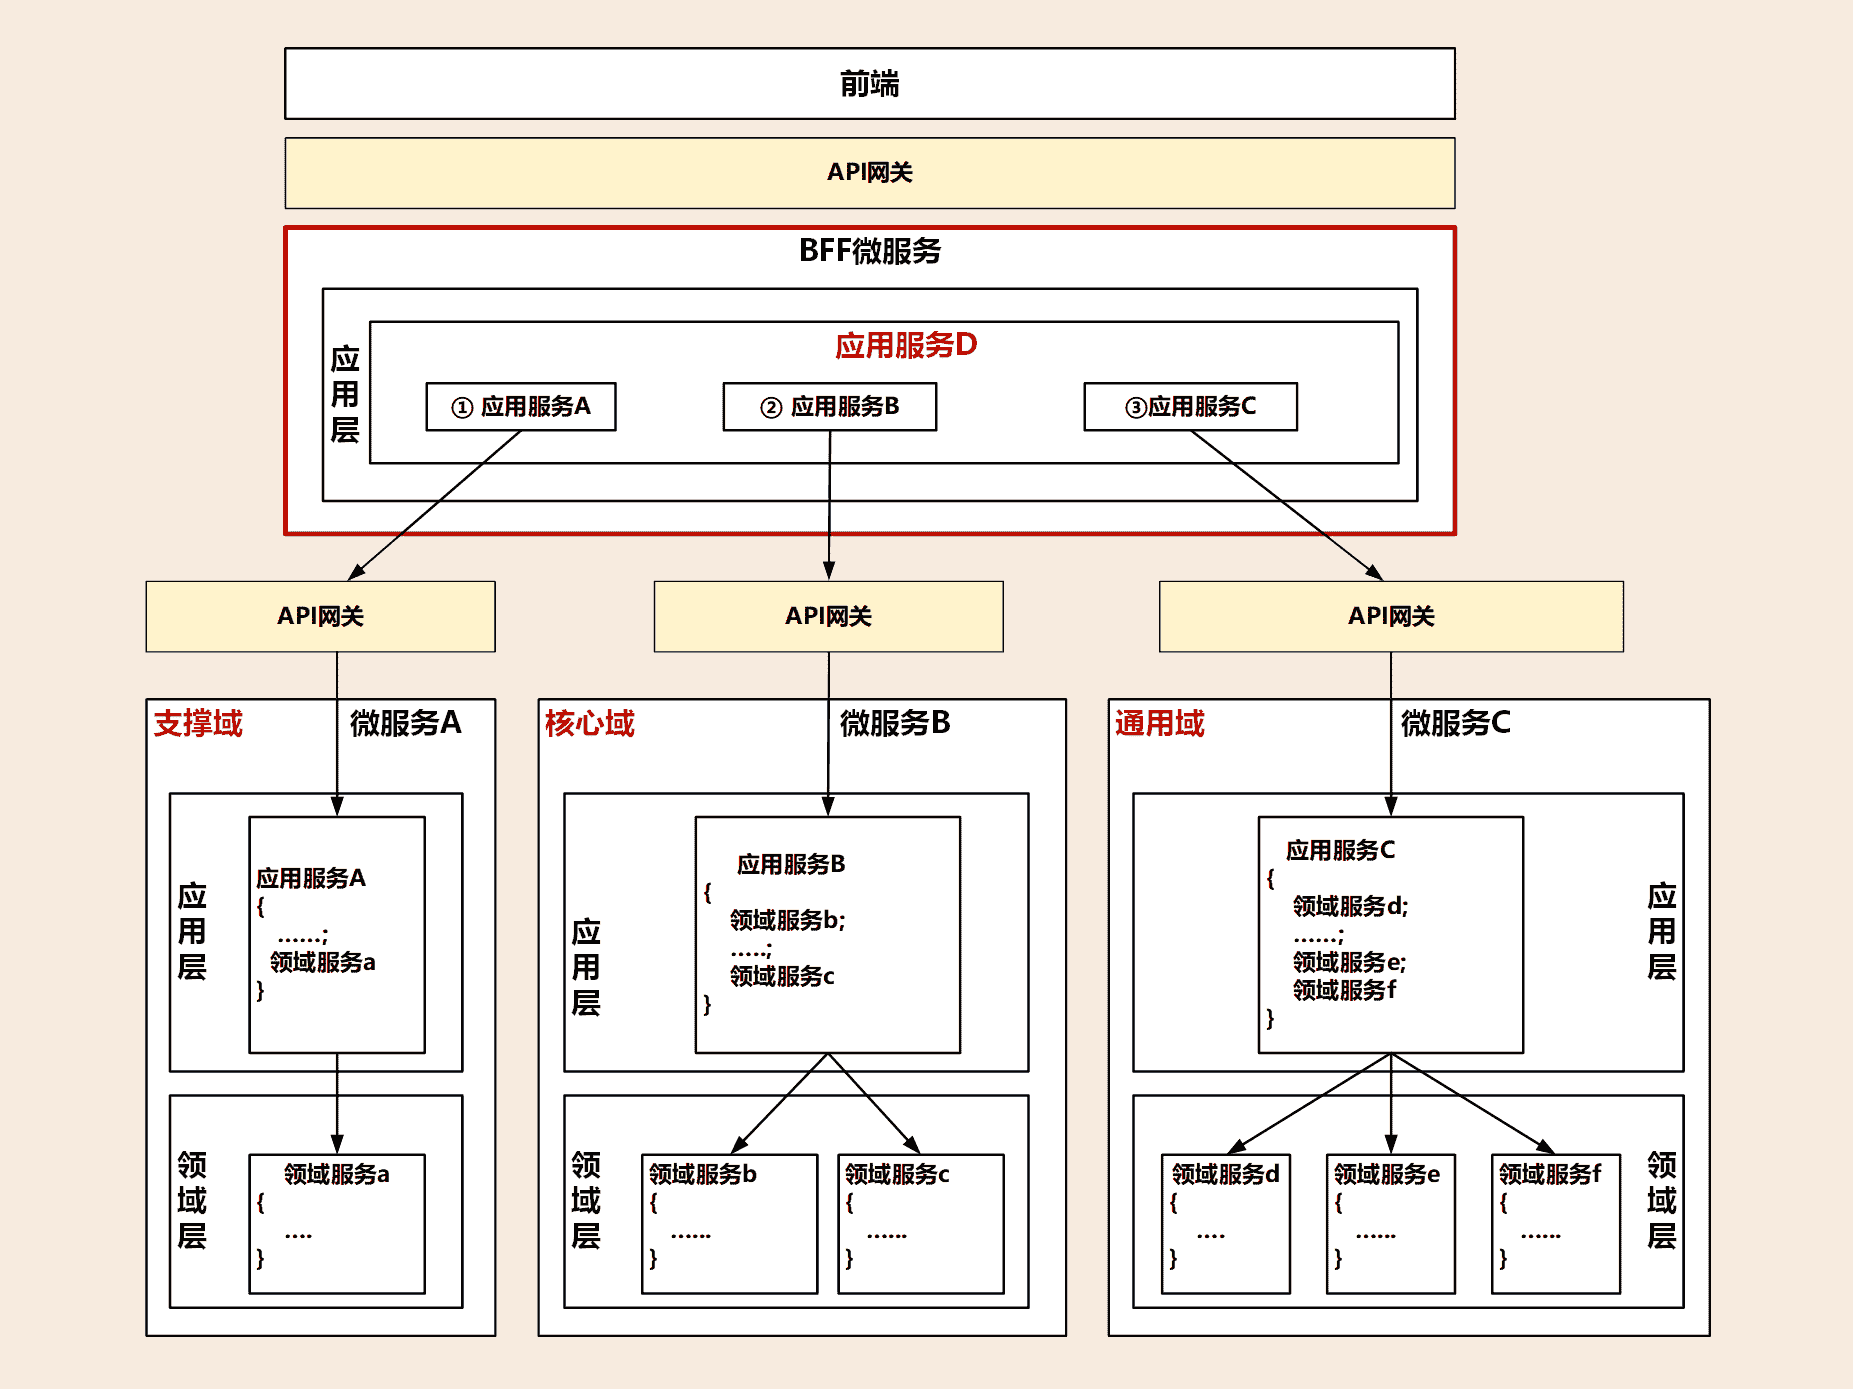 前端
API网关
BFF微服务
应用层
应用服务D
① 应用服务A
② 应用服务B
③应用服务C
API网关
API网关
API网关
支撑域
微服务A
应用层
应用服务A
{
......;
领域服务a
}
领域层
领域服务a
{
....
}
核心域
微服务B
应用层
应用服务B
{
领域服务b;
.....;
领域服务c
}
领域层
领域服务b
{
......
}
领域服务c
{
......
}
通用域
微服务C
应用服务C
{
领域服务d;
......;
领域服务e;
领域服务f
}
应用层
领域服务d
{
....
}
领域服务e
{
......
}
领域服务f
{
......
}
领域层